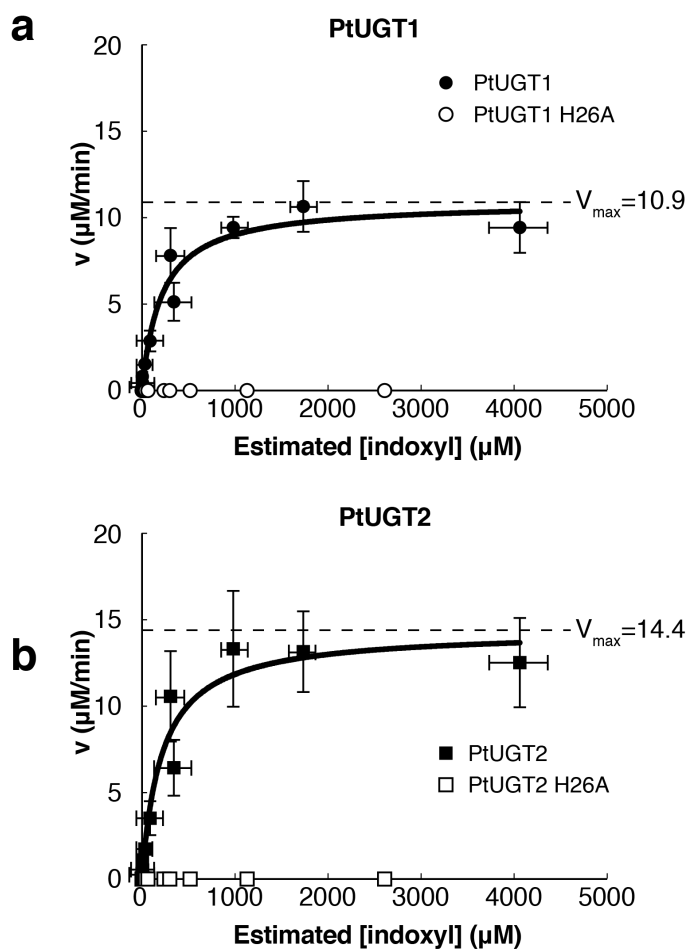 a
PtUGT1
20
15
10
5
0
v (µM/min)
PtUGT1
PtUGT1 H26A
Vmax=10.9
0 1000 2000 3000 4000 5000
Estimated [indoxyl] (µM)
b
PtUGT2
20
15
10
5
0
v (µM/min)
Vmax=14.4
PtUGT2
PtUGT2 H26A
0 1000 2000 3000 4000 5000
Estimated [indoxyl] (µM)